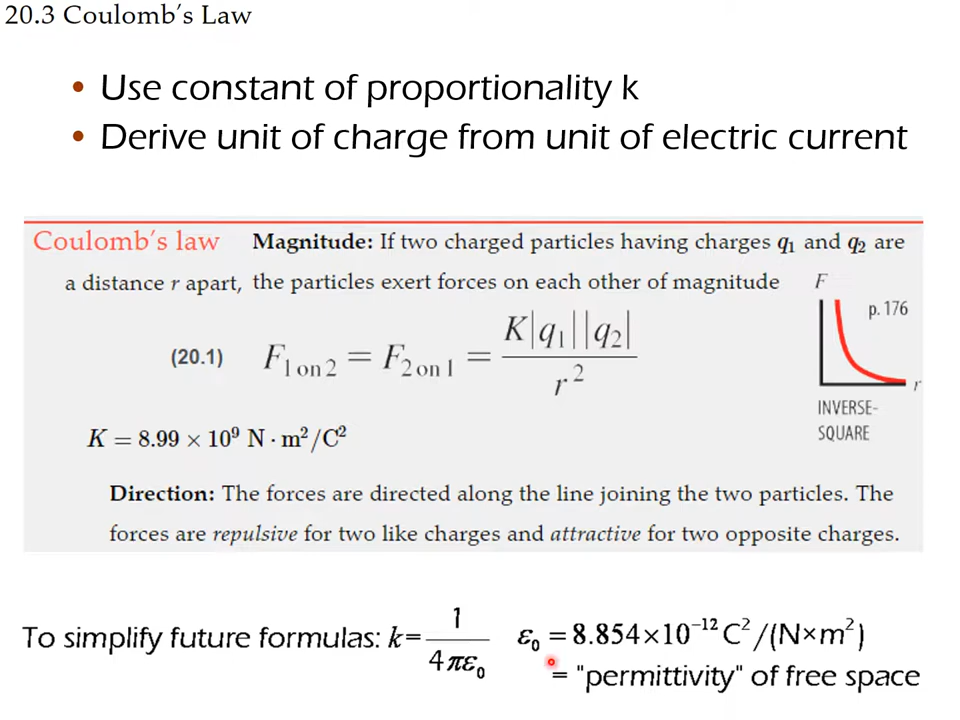 20.3 Coulomb's Law
• Use constant of proportionality k
• Derive unit of charge from unit of electric current
Coulomb's law Magnitude: If two charged particles having charges q₁ and q₂ are
a distance r apart, the particles exert forces on each other of magnitude
(20.1) F₁ on 2 = F₂ on 1 = K|q₁||q₂| / r²
K = 8.99 × 10⁹ N · m²/C²
F
p. 176
r
INVERSE-
SQUARE
Direction: The forces are directed along the line joining the two particles. The
forces are repulsive for two like charges and attractive for two opposite charges.
To simplify future formulas: k = 1 / 4πε₀ ε₀ = 8.854×10⁻¹² C²/(N×m²)
= "permittivity" of free space